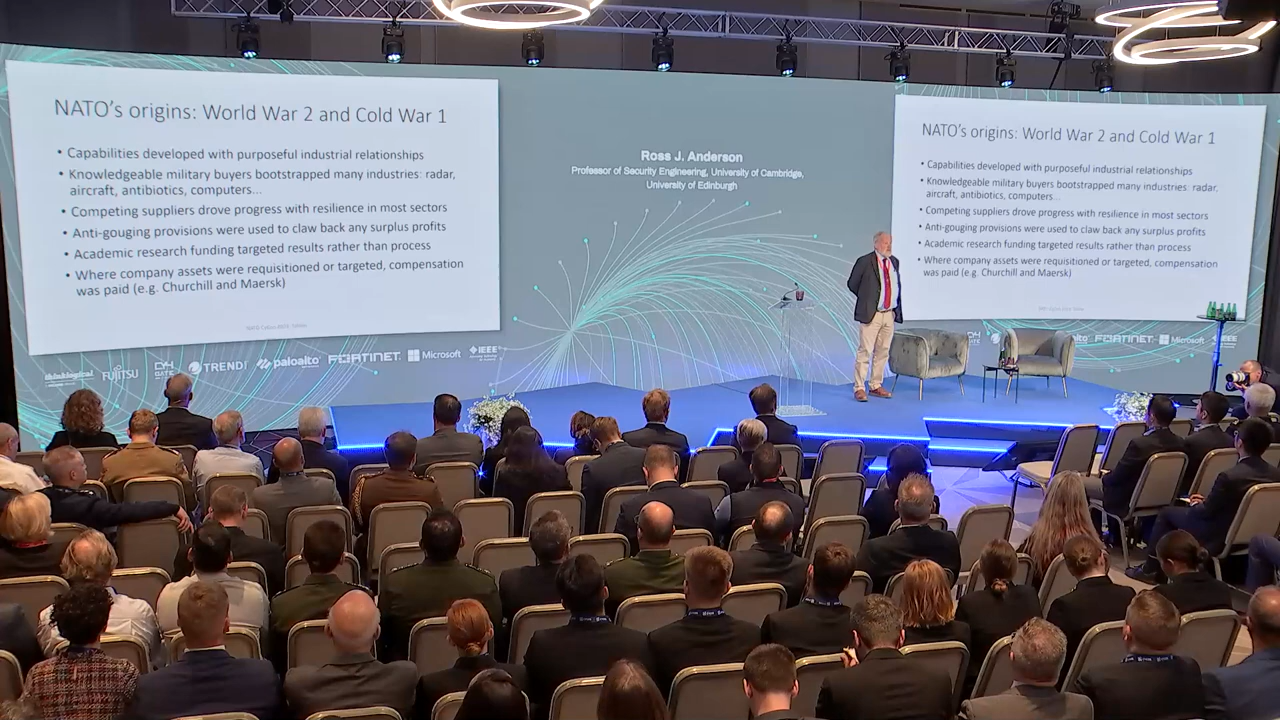 NATO's origins: World War 2 and Cold War 1
• Capabilities developed with purposeful industrial relationships
• Knowledgeable military buyers bootstrapped many industries: radar,
aircraft, antibiotics, computers...
• Competing suppliers drove progress with resilience in most sectors
• Anti-gouging provisions were used to claw back any surplus profits
• Academic research funding targeted results rather than process
• Where company assets were requisitioned or targeted, compensation
was paid (e.g. Churchill and Maersk)
Ross J. Anderson
Professor of Security Engineering, University of Cambridge,
University of Edinburgh
NATO's origins: World War 2 and Cold War 1
• Capabilities developed with purposeful industrial relationships
• Knowledgeable military buyers bootstrapped many industries: radar,
aircraft, antibiotics, computers...
• Competing suppliers drove progress with resilience in most sectors
• Anti-gouging provisions were used to claw back any surplus profits
• Academic research funding targeted results rather than process
• Where company assets were requisitioned or targeted, compensation
was paid (e.g. Churchill and Maersk)
thinklogical FUJITSU TREND paloalto FORTINET Microsoft IEEE
paloalto FORTINET Microsoft